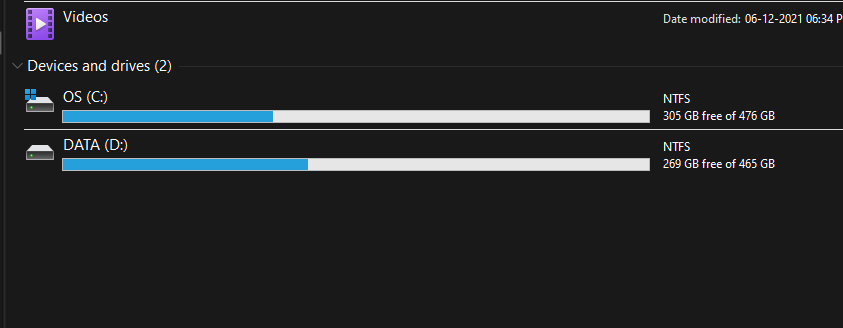 Videos
Date modified: 06-12-2021 06:34 P
Devices and drives (2)
OS (C:)
NTFS
305 GB free of 476 GB
DATA (D:)
NTFS
269 GB free of 465 GB